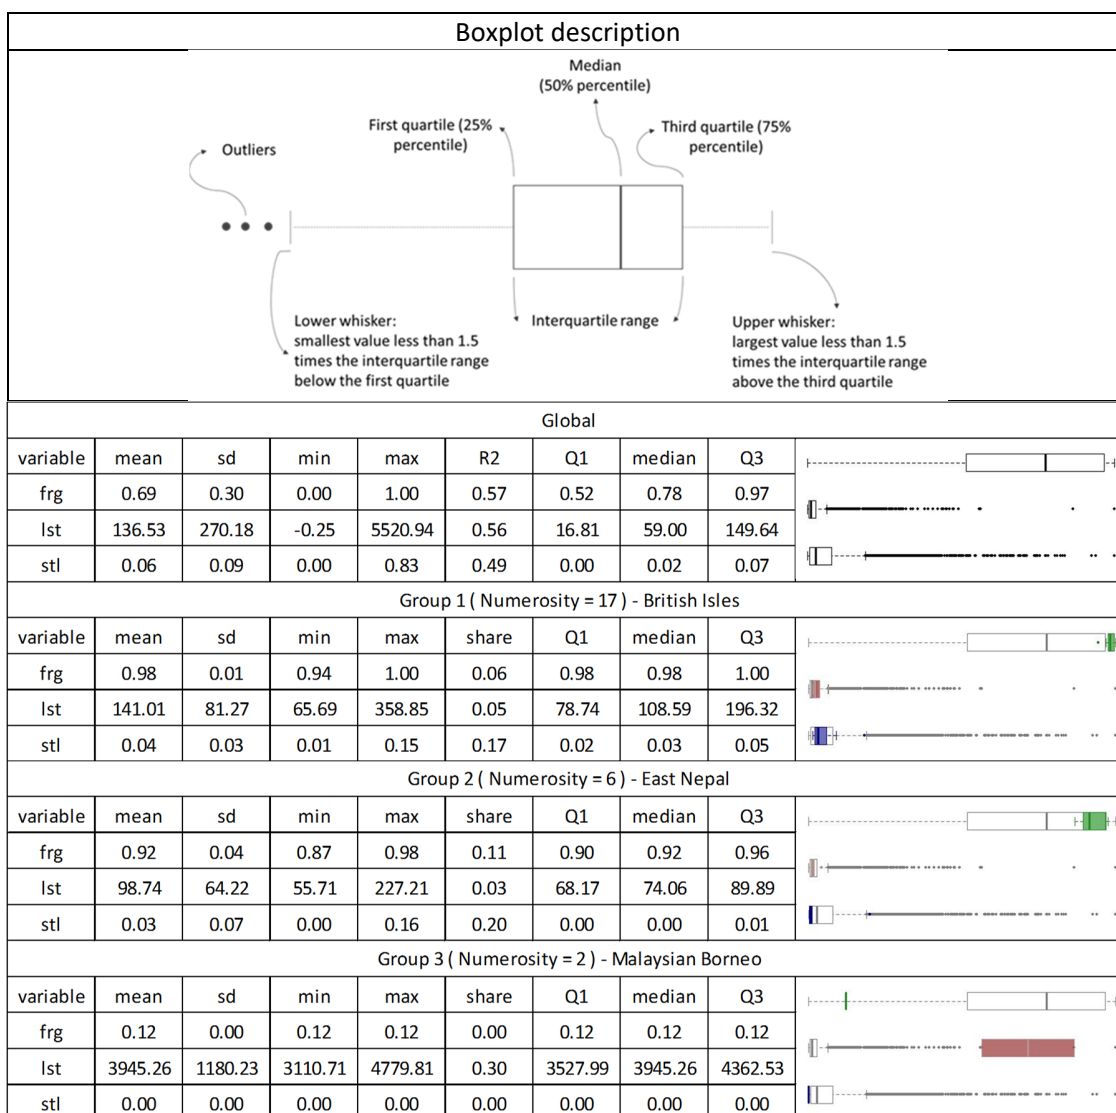 Boxplot description
Median
(50% percentile)
First quartile (25%
percentile)
Third quartile (75%
percentile)
Outliers
Interquartile range
Lower whisker:
smallest value less than 1.5
times the interquartile range
below the first quartile
Upper whisker:
largest value less than 1.5
times the interquartile range
above the third quartile
Global
variable mean sd min max R2 Q1 median Q3
frg 0.69 0.30 0.00 1.00 0.57 0.52 0.78 0.97
lst 136.53 270.18 -0.25 5520.94 0.56 16.81 59.00 149.64
stl 0.06 0.09 0.00 0.83 0.49 0.00 0.02 0.07
Group 1 ( Numerosity = 17 ) - British Isles
variable mean sd min max share Q1 median Q3
frg 0.98 0.01 0.94 1.00 0.06 0.98 0.98 1.00
lst 141.01 81.27 65.69 358.85 0.05 78.74 108.59 196.32
stl 0.04 0.03 0.01 0.15 0.17 0.02 0.03 0.05
Group 2 ( Numerosity = 6 ) - East Nepal
variable mean sd min max share Q1 median Q3
frg 0.92 0.04 0.87 0.98 0.11 0.90 0.92 0.96
lst 98.74 64.22 55.71 227.21 0.03 68.17 74.06 89.89
stl 0.03 0.07 0.00 0.16 0.20 0.00 0.00 0.01
Group 3 ( Numerosity = 2 ) - Malaysian Borneo
variable mean sd min max share Q1 median Q3
frg 0.12 0.00 0.12 0.12 0.00 0.12 0.12 0.12
lst 3945.26 1180.23 3110.71 4779.81 0.30 3527.99 3945.26 4362.53
stl 0.00 0.00 0.00 0.00 0.00 0.00 0.00 0.00